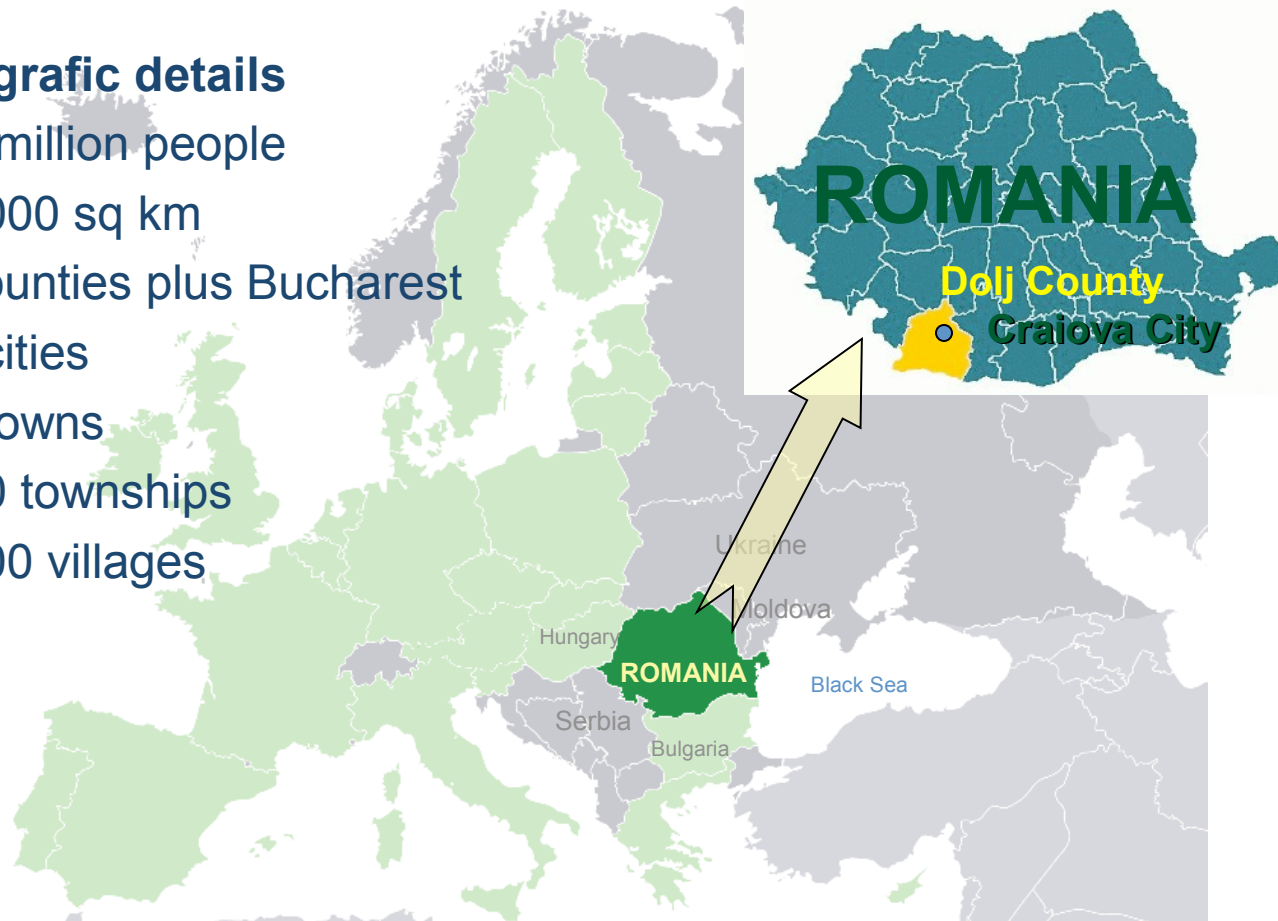 grafic details
million people
000 sq km
ounties plus Bucharest
cities
owns
0 townships
00 villages
ROMANIA
Dolj County
Craiova City
Ukraine
Moldova
Hungary
ROMANIA
Black Sea
Serbia
Bulgaria